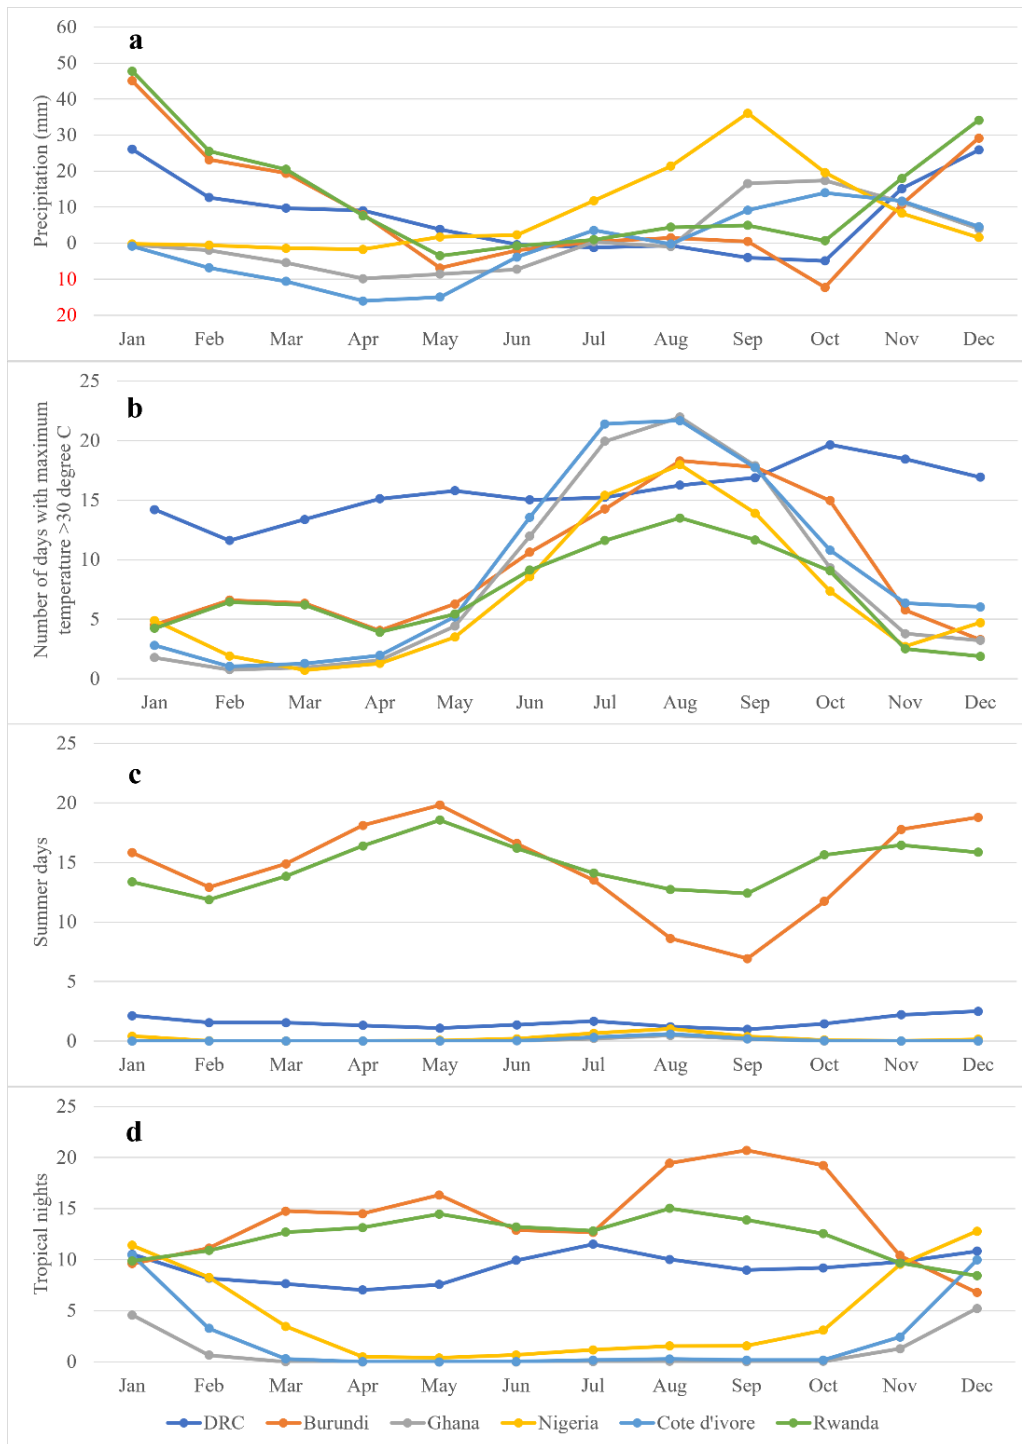 a
Precipitation (mm)
60
50
40
30
20
10
0
10
20
Jan Feb Mar Apr May Jun Jul Aug Sep Oct Nov Dec
b
Number of days with maximum
temperature >30 degree C
25
20
15
10
5
0
Jan Feb Mar Apr May Jun Jul Aug Sep Oct Nov Dec
c
Summer days
25
20
15
10
5
0
Jan Feb Mar Apr May Jun Jul Aug Sep Oct Nov Dec
d
Tropical nights
25
20
15
10
5
0
Jan Feb Mar Apr May Jun Jul Aug Sep Oct Nov Dec
DRC Burundi Ghana Nigeria Cote d'ivore Rwanda